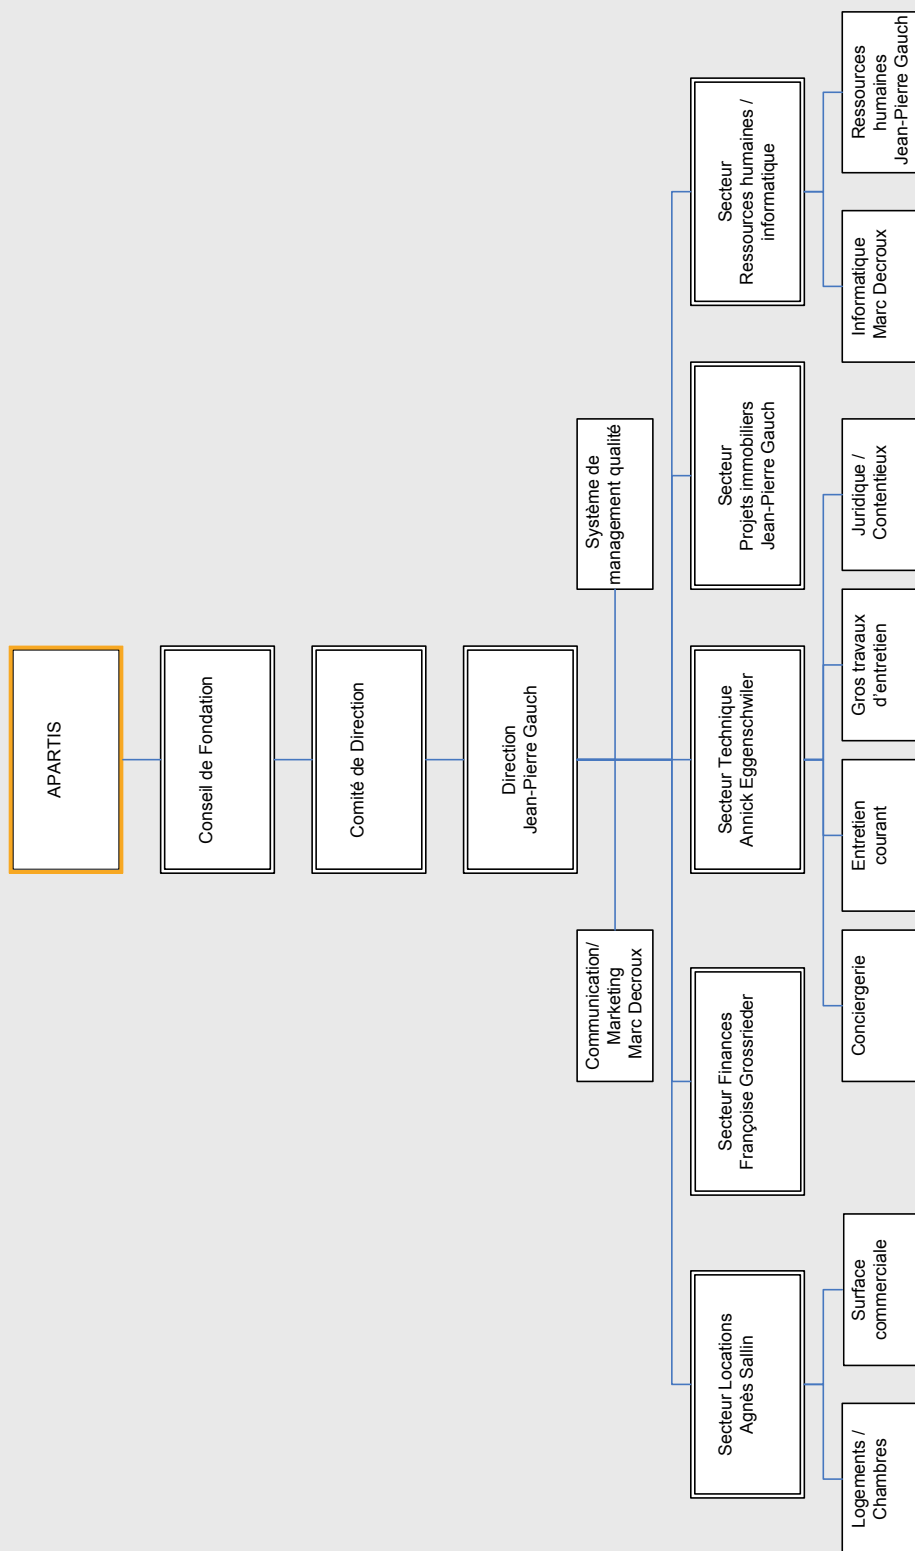 APARTIS
Conseil de Fondation
Comité de Direction
Direction
Jean-Pierre Gauch
Communication/
Marketing
Marc Decroux
Système de
management qualité
Secteur Locations
Agnès Sallin
Secteur Finances
Françoise Grossrieder
Secteur Technique
Annick Eggenschwiler
Secteur
Projets immobiliers
Jean-Pierre Gauch
Secteur
Ressources humaines /
informatique
Logements /
Chambres
Surface
commerciale
Conciergerie
Entretien
courant
Gros travaux
d'entretien
Juridique /
Contentieux
Informatique
Marc Decroux
Ressources
humaines
Jean-Pierre Gauch